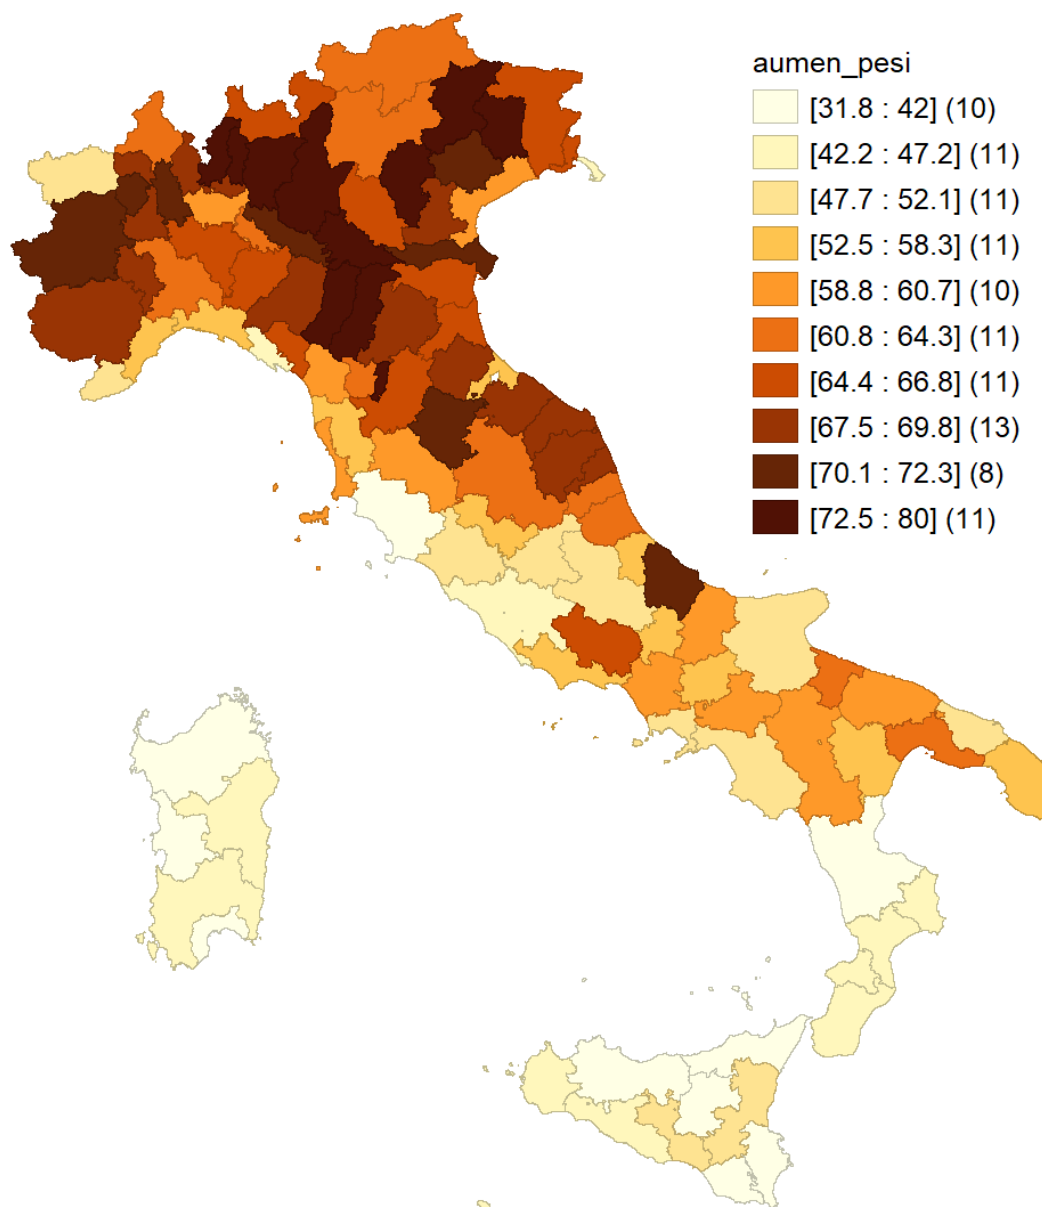 aumen_pesi
[31.8 : 42] (10)
[42.2 : 47.2] (11)
[47.7 : 52.1] (11)
[52.5 : 58.3] (11)
[58.8 : 60.7] (10)
[60.8 : 64.3] (11)
[64.4 : 66.8] (11)
[67.5 : 69.8] (13)
[70.1 : 72.3] (8)
[72.5 : 80] (11)